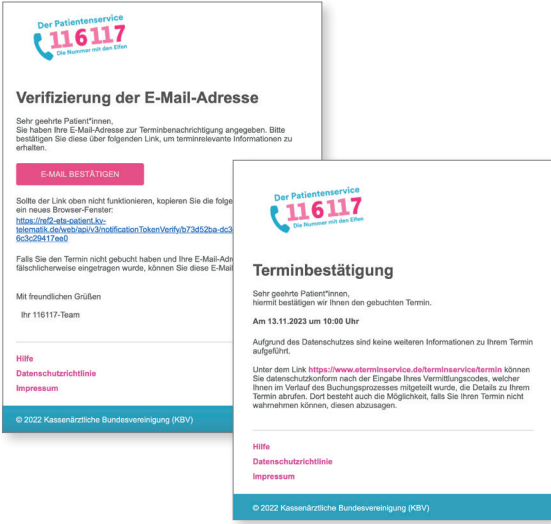 Der Patientenservice
116117
Die Nummer mit den Elfen
Verifizierung der E-Mail-Adresse
Sehr geehrte Patient*innen,
Sie haben Ihre E-Mail-Adresse zur Terminbenachrichtigung angegeben. Bitte
bestätigen Sie diese über folgenden Link, um terminrelevante Informationen zu
erhalten.
E-MAIL BESTÄTIGEN
Sollte der Link oben nicht funktionieren, kopieren Sie die folge
ein neues Browser-Fenster:
https://ref2-ets-patient.kv-
telematik.de/web/api/v3/notificationTokenVerify/b73d52ba-dc3
6c3c29417ee0
Falls Sie den Termin nicht gebucht haben und Ihre E-Mail-Adr
fälschlicherweise eingetragen wurde, können Sie diese E-Mail
Mit freundlichen Grüßen
Ihr 116117-Team
Hilfe
Datenschutzrichtlinie
Impressum
© 2022 Kassenärztliche Bundesvereinigung (KBV)
Der Patientenservice
116117
Die Nummer mit den Elfen
Terminbestätigung
Sehr geehrte Patient*innen,
hiermit bestätigen wir Ihnen den gebuchten Termin.
Am 13.11.2023 um 10:00 Uhr
Aufgrund des Datenschutzes sind keine weiteren Informationen zu Ihrem Termin
aufgeführt.
Unter dem Link https://www.eterminservice.de/terminservice/termin können
Sie datenschutzkonform nach der Eingabe Ihres Vermittlungscodes, welcher
Ihnen im Verlauf des Buchungsprozesses mitgeteilt wurde, die Details zu Ihrem
Termin abrufen. Dort besteht auch die Möglichkeit, falls Sie Ihren Termin nicht
wahrnehmen können, diesen abzusagen.
Hilfe
Datenschutzrichtlinie
Impressum
© 2022 Kassenärztliche Bundesvereinigung (KBV)